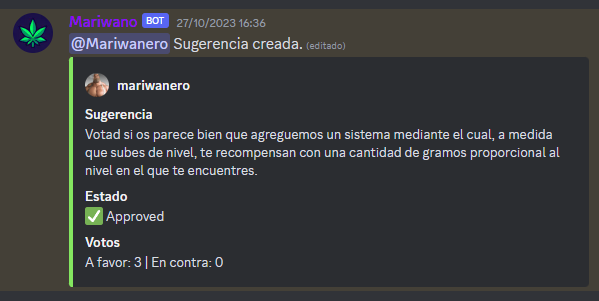 Mariwano BOT 27/10/2023 16:36
@Mariwanero Sugerencia creada. (editado)
mariwanero
Sugerencia
Votad si os parece bien que agreguemos un sistema mediante el cual, a medida
que subes de nivel, te recompensan con una cantidad de gramos proporcional al
nivel en el que te encuentres.
Estado
✅ Approved
Votos
A favor: 3 | En contra: 0